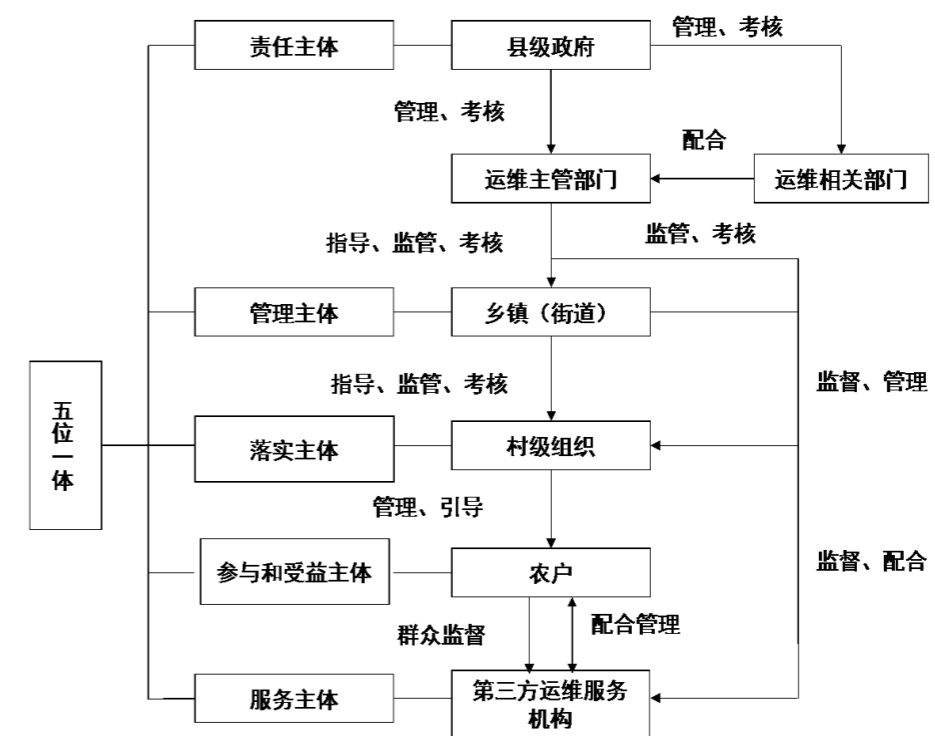 责任主体
县级政府
管理、考核
管理、考核
配合
运维主管部门
运维相关部门
指导、监管、考核
监管、考核
管理主体
乡镇（街道）
指导、监管、考核
监督、管理
五
位
一
体
落实主体
村级组织
管理、引导
参与和受益主体
农户
监督、配合
群众监督
配合管理
服务主体
第三方运维服务
机构